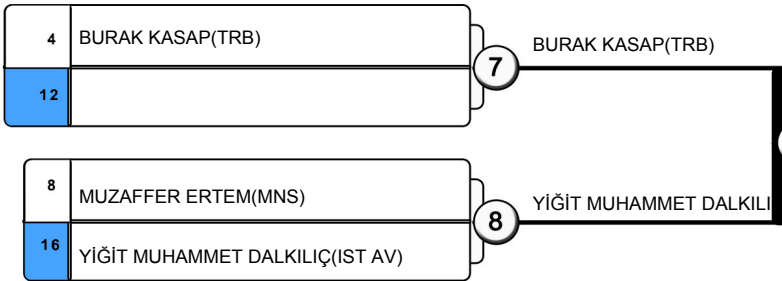 4 BURAK KASAP(TRB)
7
BURAK KASAP(TRB)
12
8 MUZAFFER ERTEM(MNS)
8
YİĞİT MUHAMMET DALKILI
16 YİĞİT MUHAMMET DALKILIÇ(IST AV)